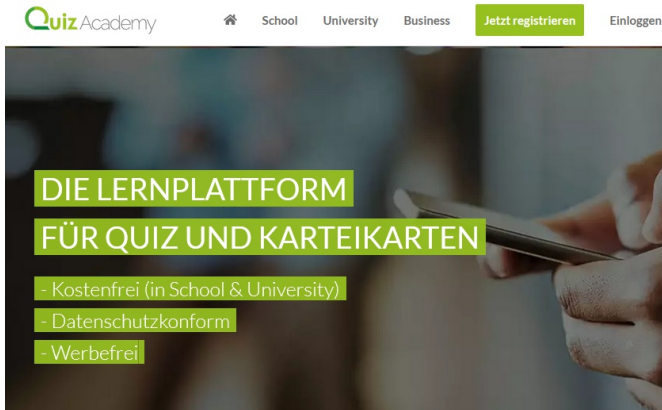 Quiz Academy
School University Business Jetzt registrieren Einloggen
DIE LERNPLATTFORM
FÜR QUIZ UND KARTEIKARTEN
- Kostenfrei (in School & University)
- Datenschutzkonform
- Werbefrei